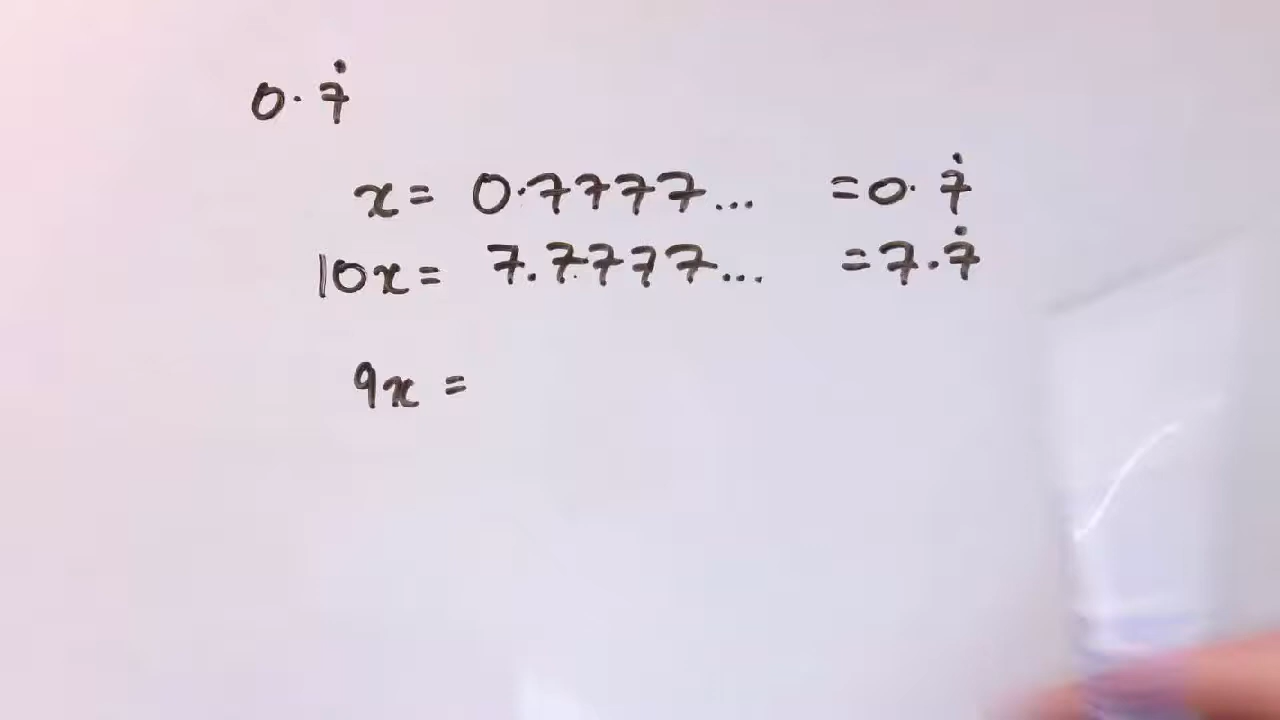 0.7̇
x = 0.7777... = 0.7̇
10x = 7.7777... = 7.7̇
9x =